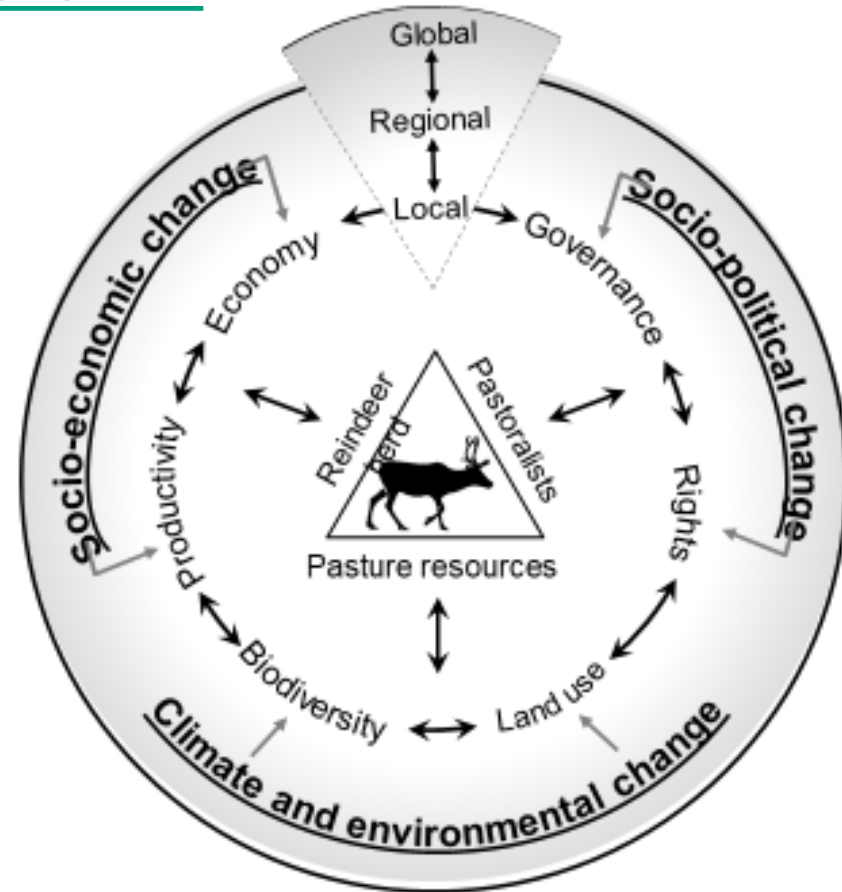 Global
Regional
Local
Economy
Governance
Socio-economic change
Socio-political change
Reindeer
herd
Pastoralists
Productivity
Rights
Pasture resources
Biodiversity
Land use
Climate and environmental change